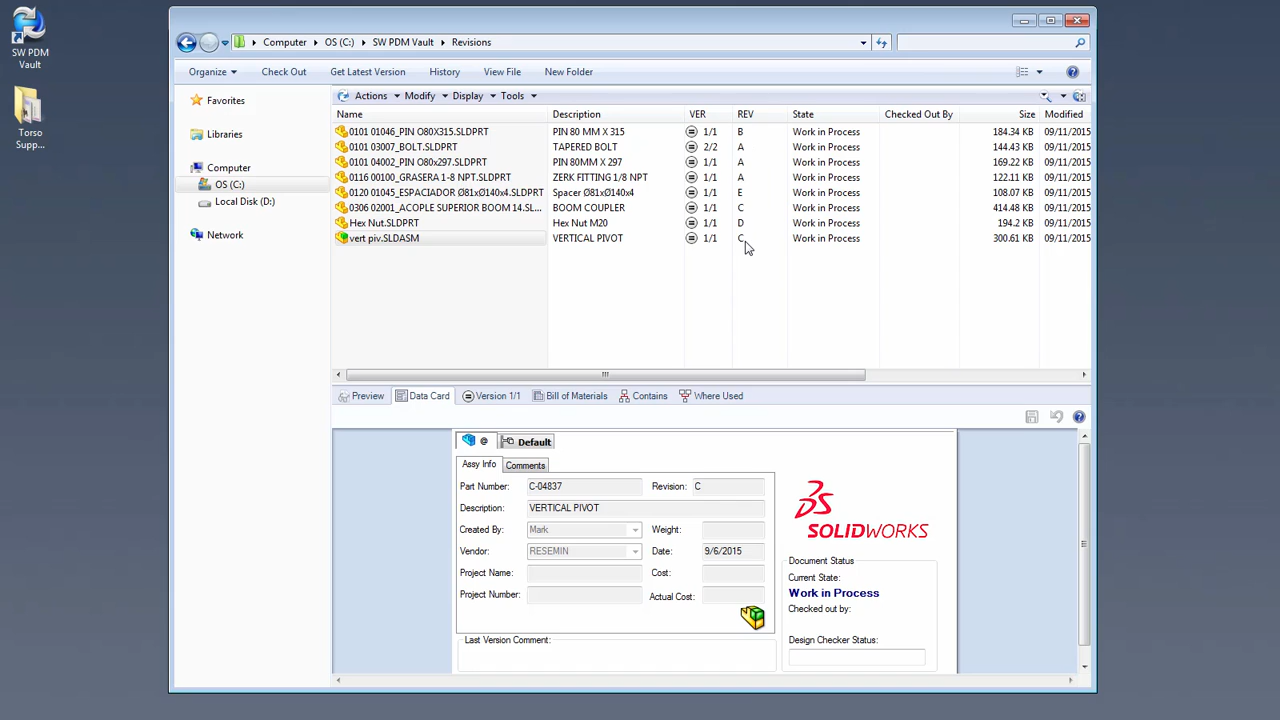 SW PDM
Vault
Torso
Supp...
Computer
OS (C:)
SW PDM Vault
Revisions
Organize
Check Out
Get Latest Version
History
View File
New Folder
Favorites
Libraries
Computer
OS (C:)
Local Disk (D:)
Network
Actions
Modify
Display
Tools
Name Description VER REV State Checked Out By Size Modified
0101 01046_PIN O80X315.SLDPRT PIN 80 MM X 315 1/1 B Work in Process 184.34 KB 09/11/2015
0101 03007_BOLT.SLDPRT TAPERED BOLT 2/2 A Work in Process 144.43 KB 09/11/2015
0101 04002_PIN O80x297.SLDPRT PIN 80MM X 297 1/1 A Work in Process 169.22 KB 09/11/2015
0116 00100_GRASERA 1-8 NPT.SLDPRT ZERK FITTING 1/8 NPT 1/1 A Work in Process 122.11 KB 09/11/2015
0120 01045_ESPACIADOR Ø81xØ140x4.SLDPRT Spacer Ø81xØ140x4 1/1 E Work in Process 108.07 KB 09/11/2015
0306 02001_ACOPLE SUPERIOR BOOM 14.SL... BOOM COUPLER 1/1 C Work in Process 414.48 KB 09/11/2015
Hex Nut.SLDPRT Hex Nut M20 1/1 D Work in Process 194.2 KB 09/11/2015
vert piv.SLDASM VERTICAL PIVOT 1/1 C Work in Process 300.61 KB 09/11/2015
Preview
Data Card
Version 1/1
Bill of Materials
Contains
Where Used
@
Default
Assy Info
Comments
Part Number: C-04837 Revision: C
Description: VERTICAL PIVOT
Created By: Mark Weight:
Vendor: RESEMIN Date: 9/6/2015
Project Name: Cost:
Project Number: Actual Cost:
Last Version Comment:
SOLIDWORKS
Document Status
Current State:
Work in Process
Checked out by:
Design Checker Status: